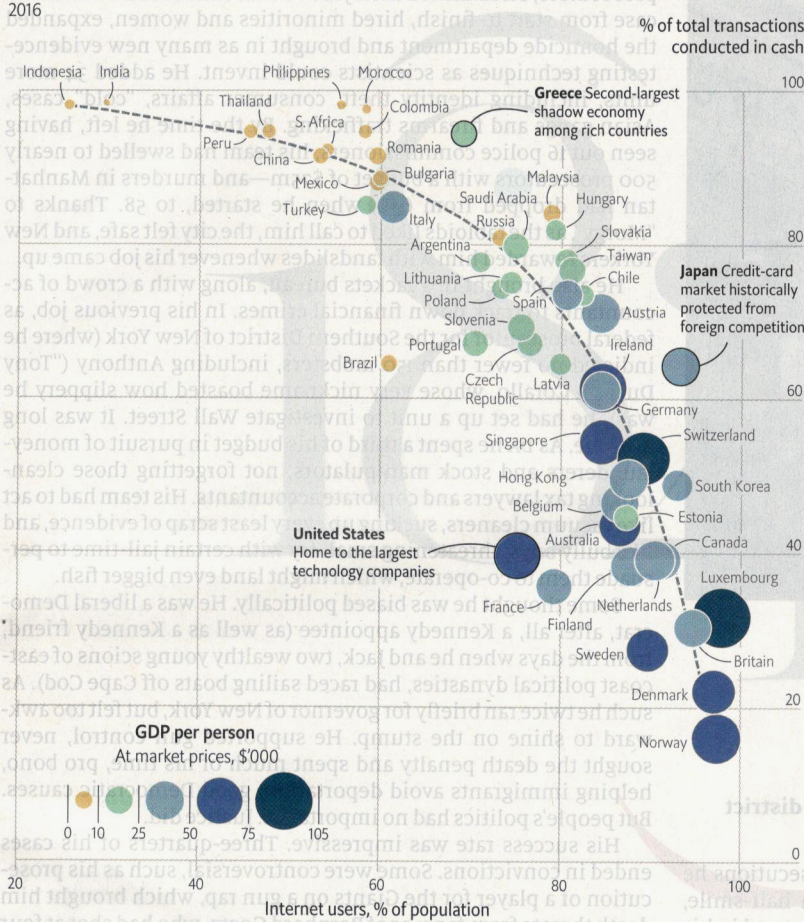 2016
% of total transactions
conducted in cash
100
Indonesia
India
Philippines
Morocco
Greece Second-largest
shadow economy
among rich countries
Thailand
Colombia
S. Africa
Peru
Romania
China
Bulgaria
Mexico
Malaysia
Saudi Arabia
Hungary
Turkey
Italy
Russia
Slovakia
80
Argentina
Taiwan
Japan Credit-card
market historically
protected from
foreign competition
Lithuania
Chile
Poland
Spain
Austria
Slovenia
Portugal
Ireland
Brazil
Czech
Republic
Latvia
60
Germany
Singapore
Switzerland
Hong Kong
South Korea
Belgium
Estonia
United States
Home to the largest
technology companies
Australia
Canada
40
Luxembourg
France
Netherlands
Finland
Sweden
Britain
Denmark
20
GDP per person
At market prices, $'000
Norway
0 10 25 50 75 105
0
20 40 60 80 100
Internet users, % of population